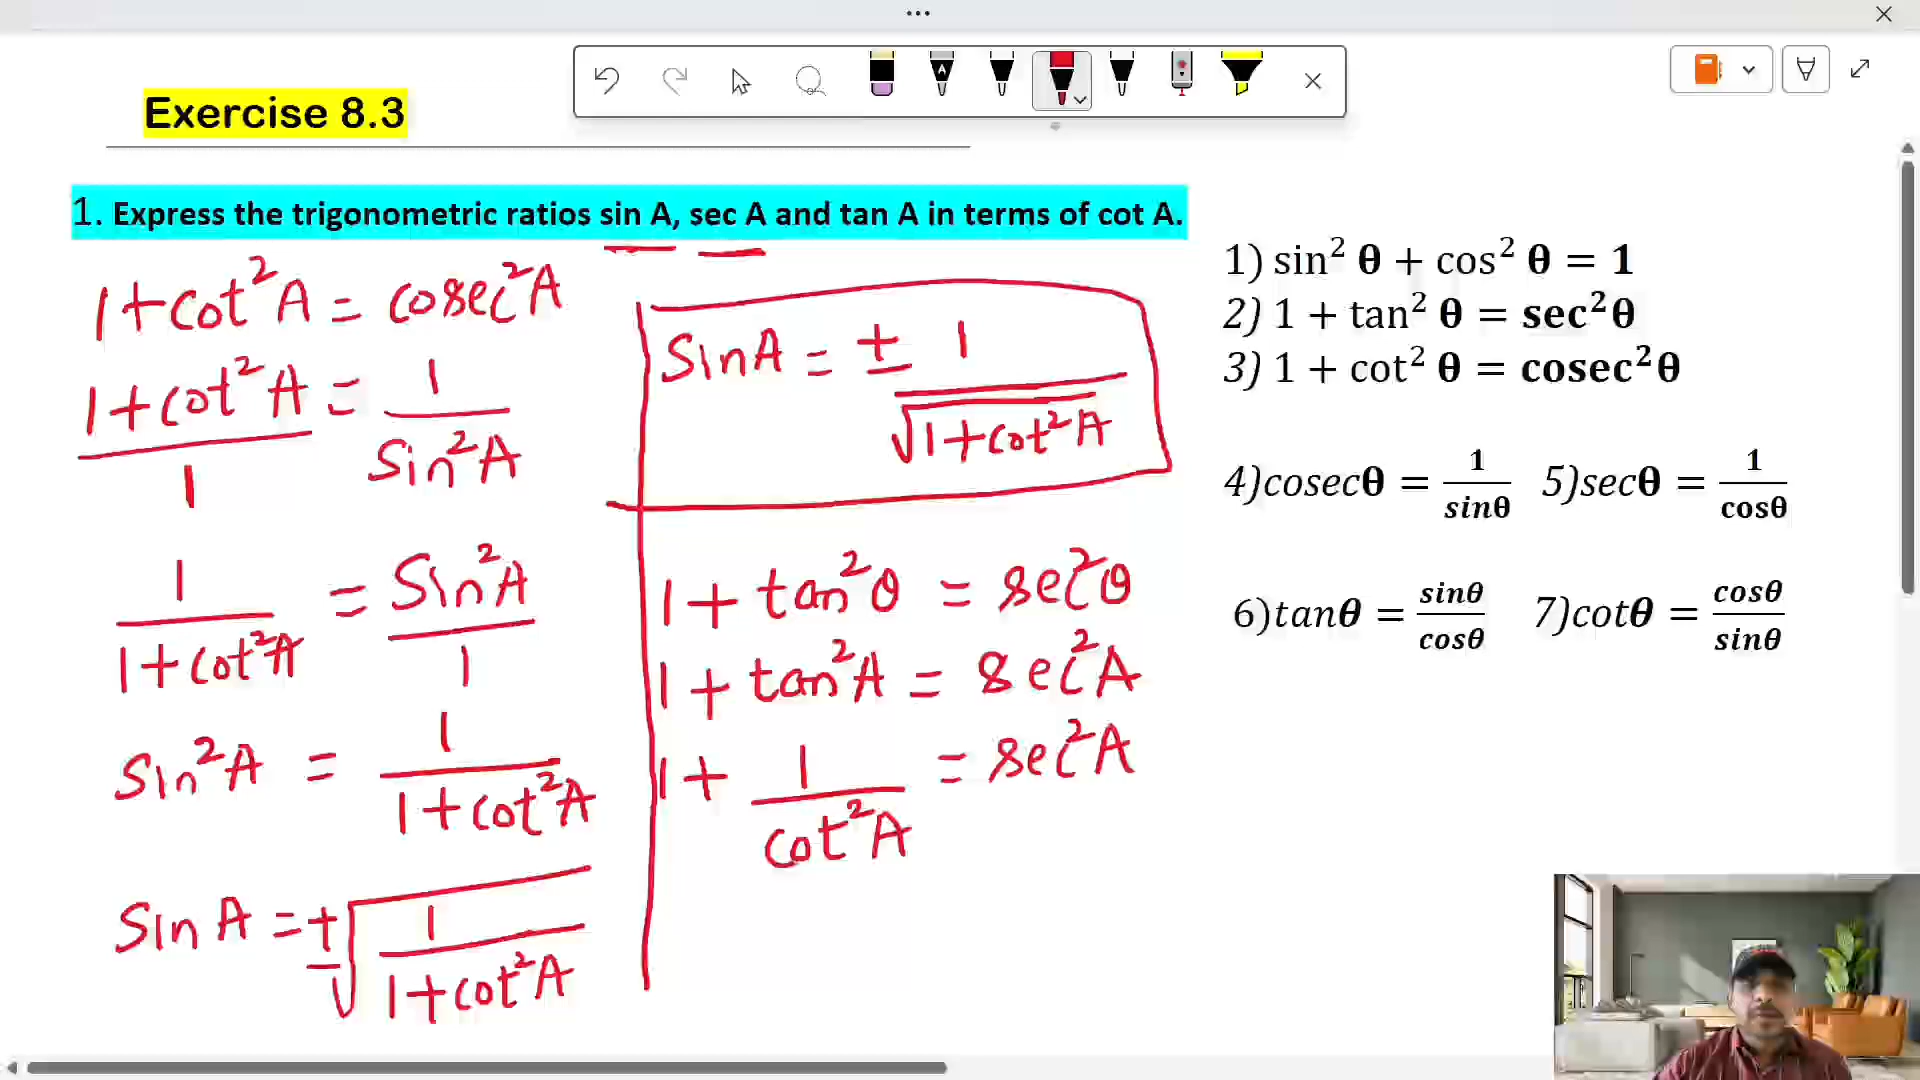 Exercise 8.3
1. Express the trigonometric ratios sin A, sec A and tan A in terms of cot A.
1+cot²A = cosec²A
1+cot²A / 1 = 1 / sin²A
1 / 1+cot²A = sin²A / 1
sin²A = 1 / 1+cot²A
sin A = ±√(1 / 1+cot²A)
sinA = ± 1 / √1+cot²A
1 + tan²θ = sec²θ
1 + tan²A = sec²A
1 + 1 / cot²A = sec²A
1) sin² θ + cos² θ = 1
2) 1 + tan² θ = sec²θ
3) 1 + cot² θ = cosec²θ
4)cosecθ = 1 / sinθ 5)secθ = 1 / cosθ
6)tanθ = sinθ / cosθ 7)cotθ = cosθ / sinθ